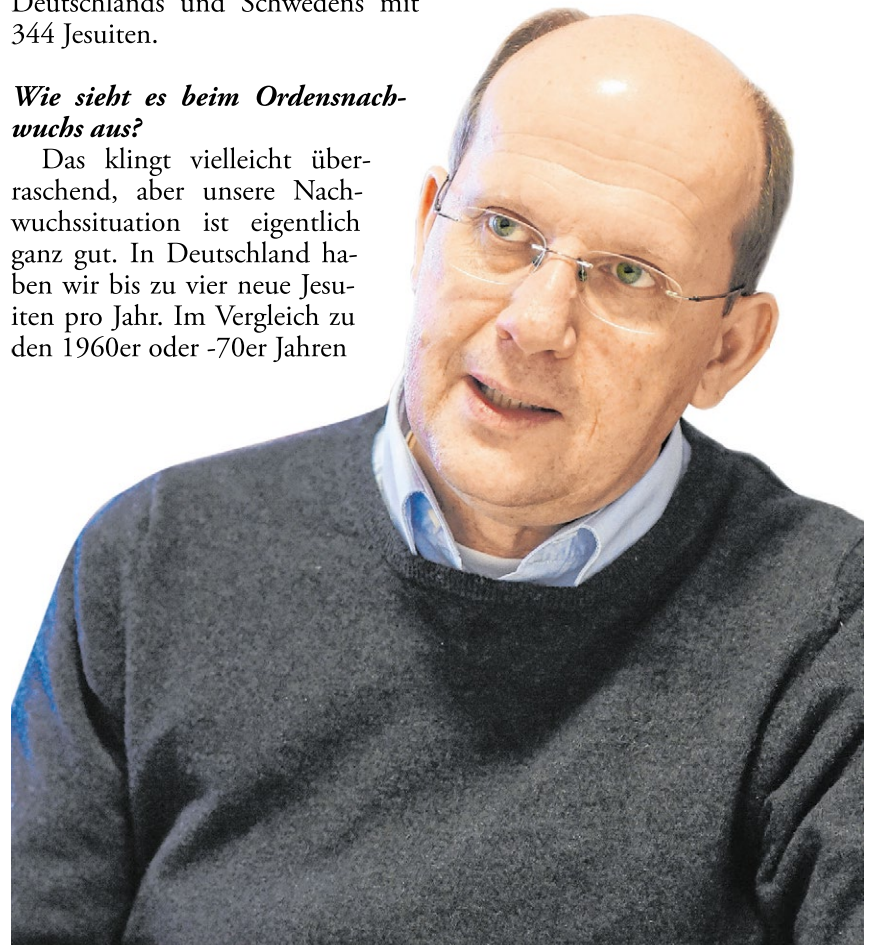 Deutschlands und Schwedens mit
344 Jesuiten.
Wie sieht es beim Ordensnach-
wuchs aus?
Das klingt vielleicht über-
raschend, aber unsere Nach-
wuchssituation ist eigentlich
ganz gut. In Deutschland ha-
ben wir bis zu vier neue Jesu-
iten pro Jahr. Im Vergleich zu
den 1960er oder -70er Jahren